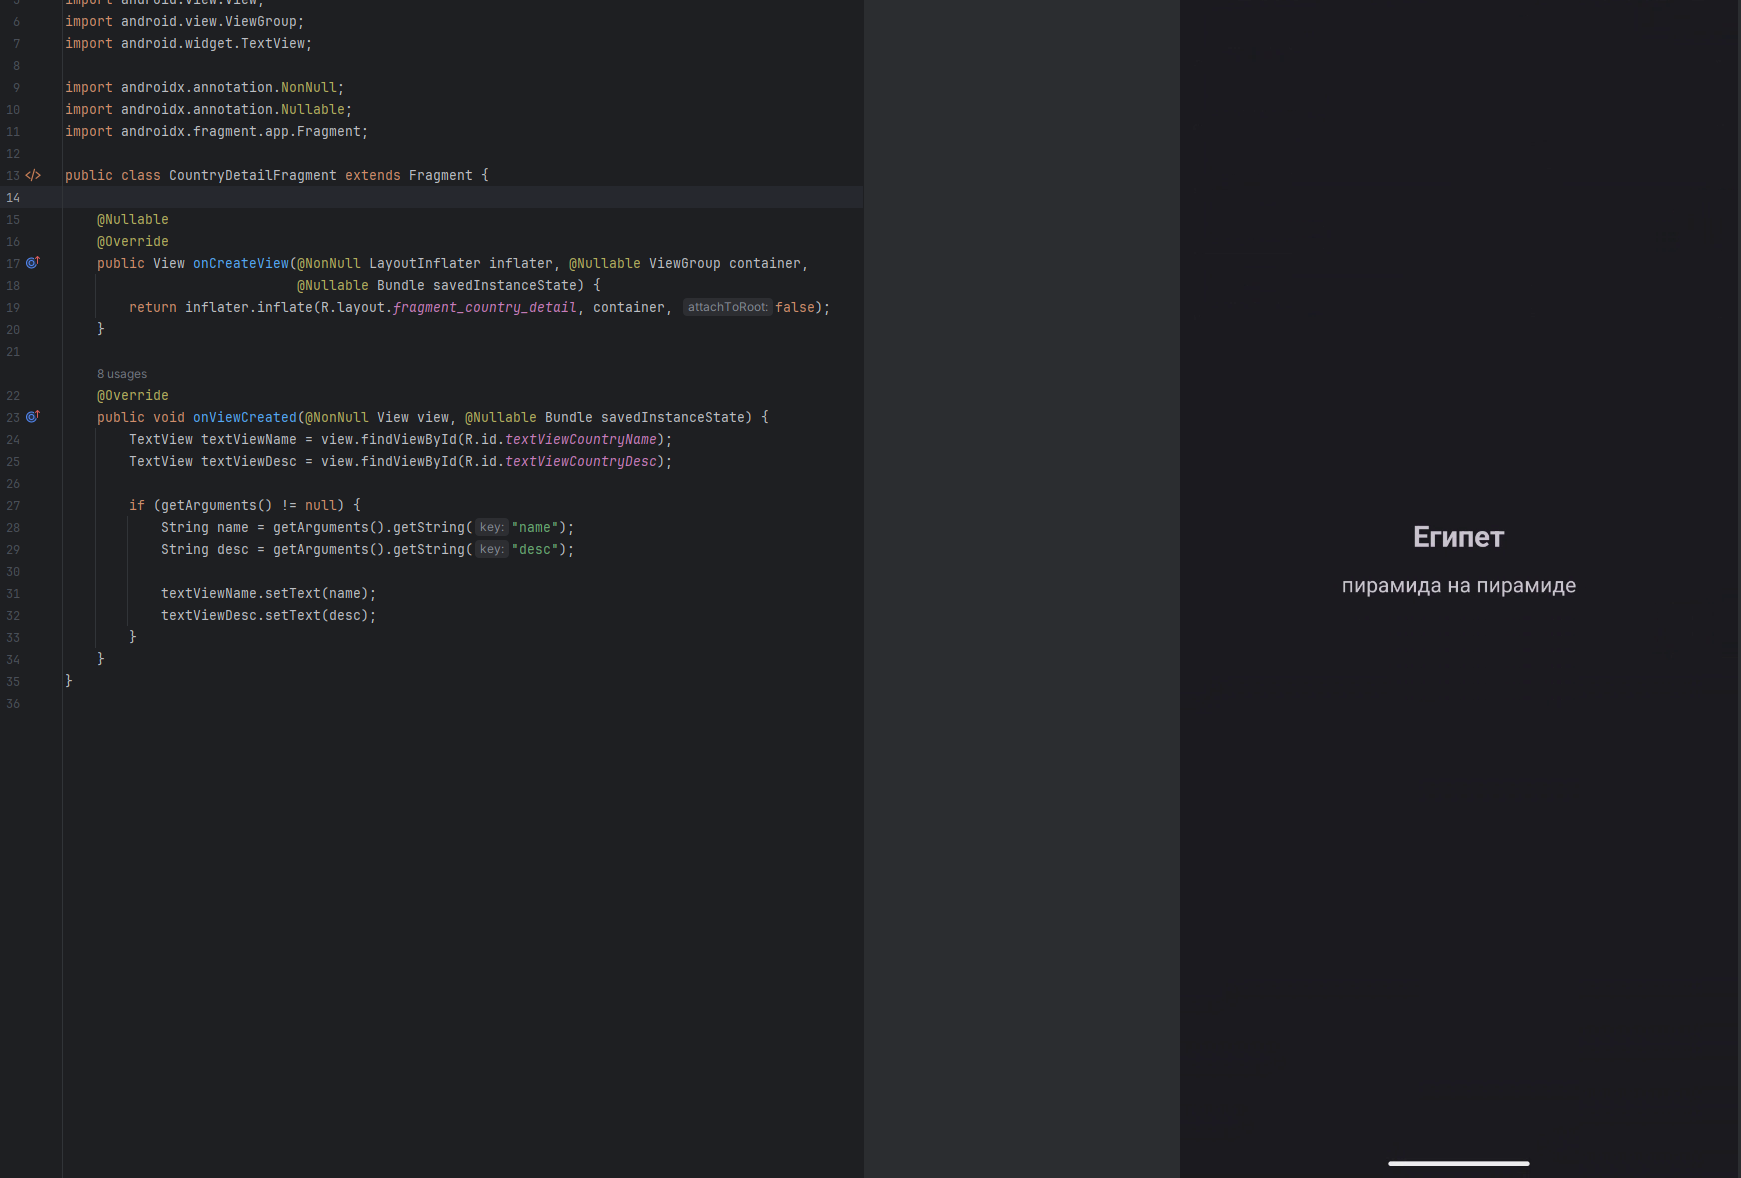 5 import android.view.View;
6 import android.view.ViewGroup;
7 import android.widget.TextView;
8
9 import androidx.annotation.NonNull;
10 import androidx.annotation.Nullable;
11 import androidx.fragment.app.Fragment;
12
13 </> public class CountryDetailFragment extends Fragment {
14
15 @Nullable
16 @Override
17 public View onCreateView(@NonNull LayoutInflater inflater, @Nullable ViewGroup container,
18 @Nullable Bundle savedInstanceState) {
19 return inflater.inflate(R.layout.fragment_country_detail, container, attachToRoot: false);
20 }
21
8 usages
22 @Override
23 public void onViewCreated(@NonNull View view, @Nullable Bundle savedInstanceState) {
24 TextView textViewName = view.findViewById(R.id.textViewCountryName);
25 TextView textViewDesc = view.findViewById(R.id.textViewCountryDesc);
26
27 if (getArguments() != null) {
28 String name = getArguments().getString( key: "name");
29 String desc = getArguments().getString( key: "desc");
30
31 textViewName.setText(name);
32 textViewDesc.setText(desc);
33 }
34 }
35 }
36
Египет
пирамида на пирамиде